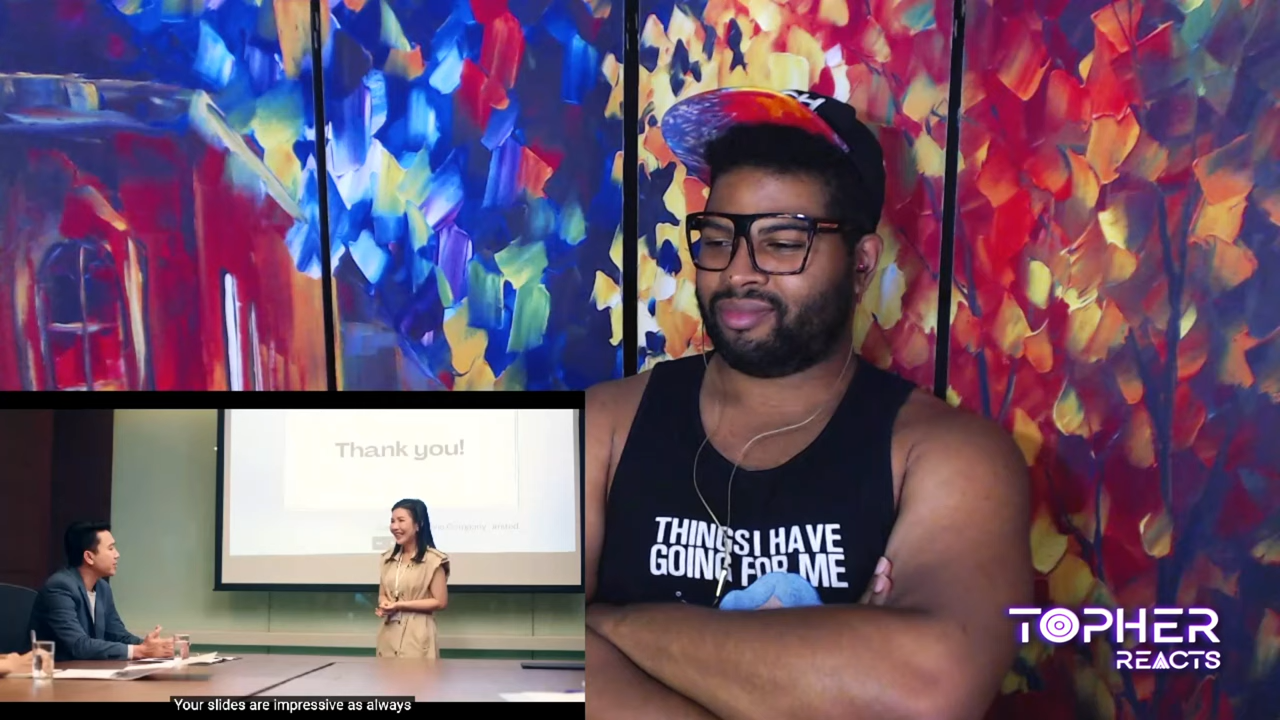 Thank you!
THINGS I HAVE
GOING FOR ME
TOPHER
REACTS
Your slides are impressive as always